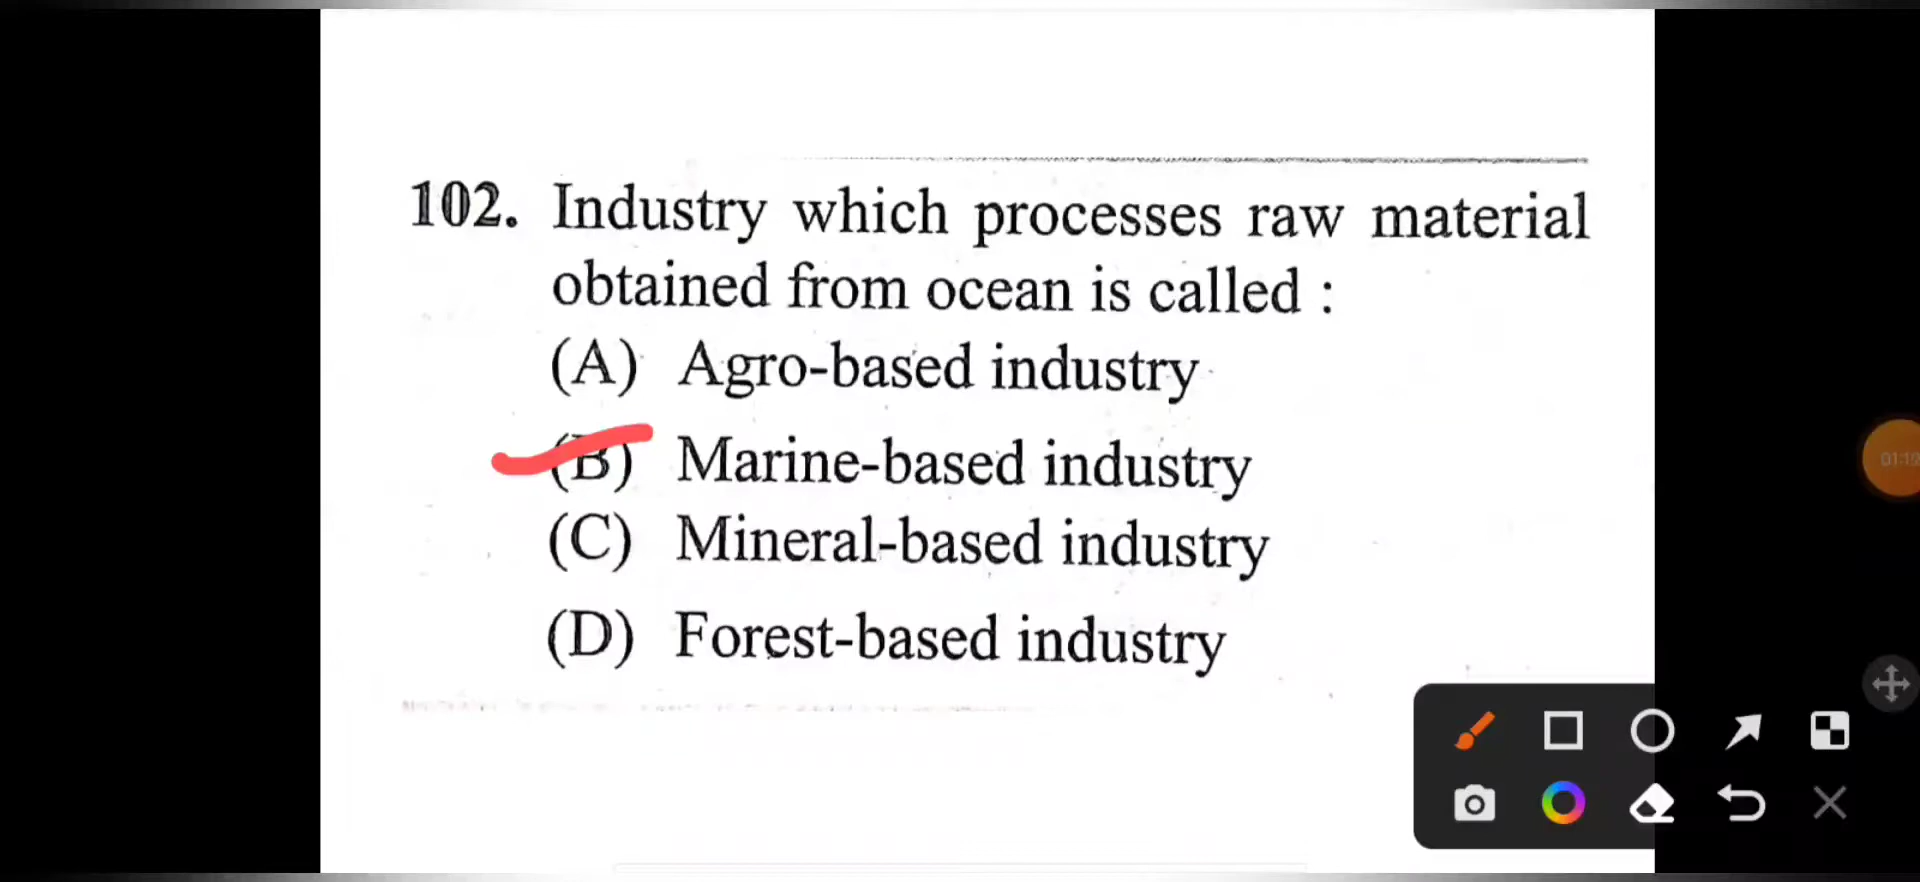 102. Industry which processes raw material
obtained from ocean is called :
(A) Agro-based industry
(B) Marine-based industry
(C) Mineral-based industry
(D) Forest-based industry